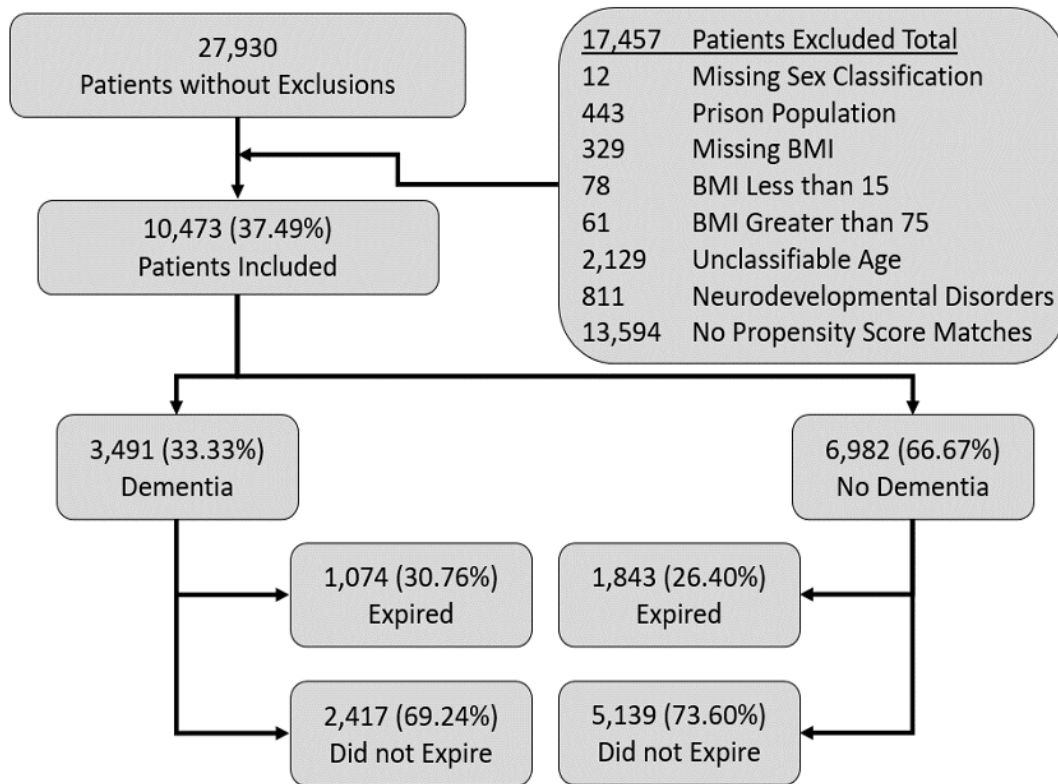 27,930
Patients without Exclusions
17,457 Patients Excluded Total
12 Missing Sex Classification
443 Prison Population
329 Missing BMI
78 BMI Less than 15
61 BMI Greater than 75
2,129 Unclassifiable Age
811 Neurodevelopmental Disorders
13,594 No Propensity Score Matches
10,473 (37.49%)
Patients Included
3,491 (33.33%)
Dementia
6,982 (66.67%)
No Dementia
1,074 (30.76%)
Expired
1,843 (26.40%)
Expired
2,417 (69.24%)
Did not Expire
5,139 (73.60%)
Did not Expire